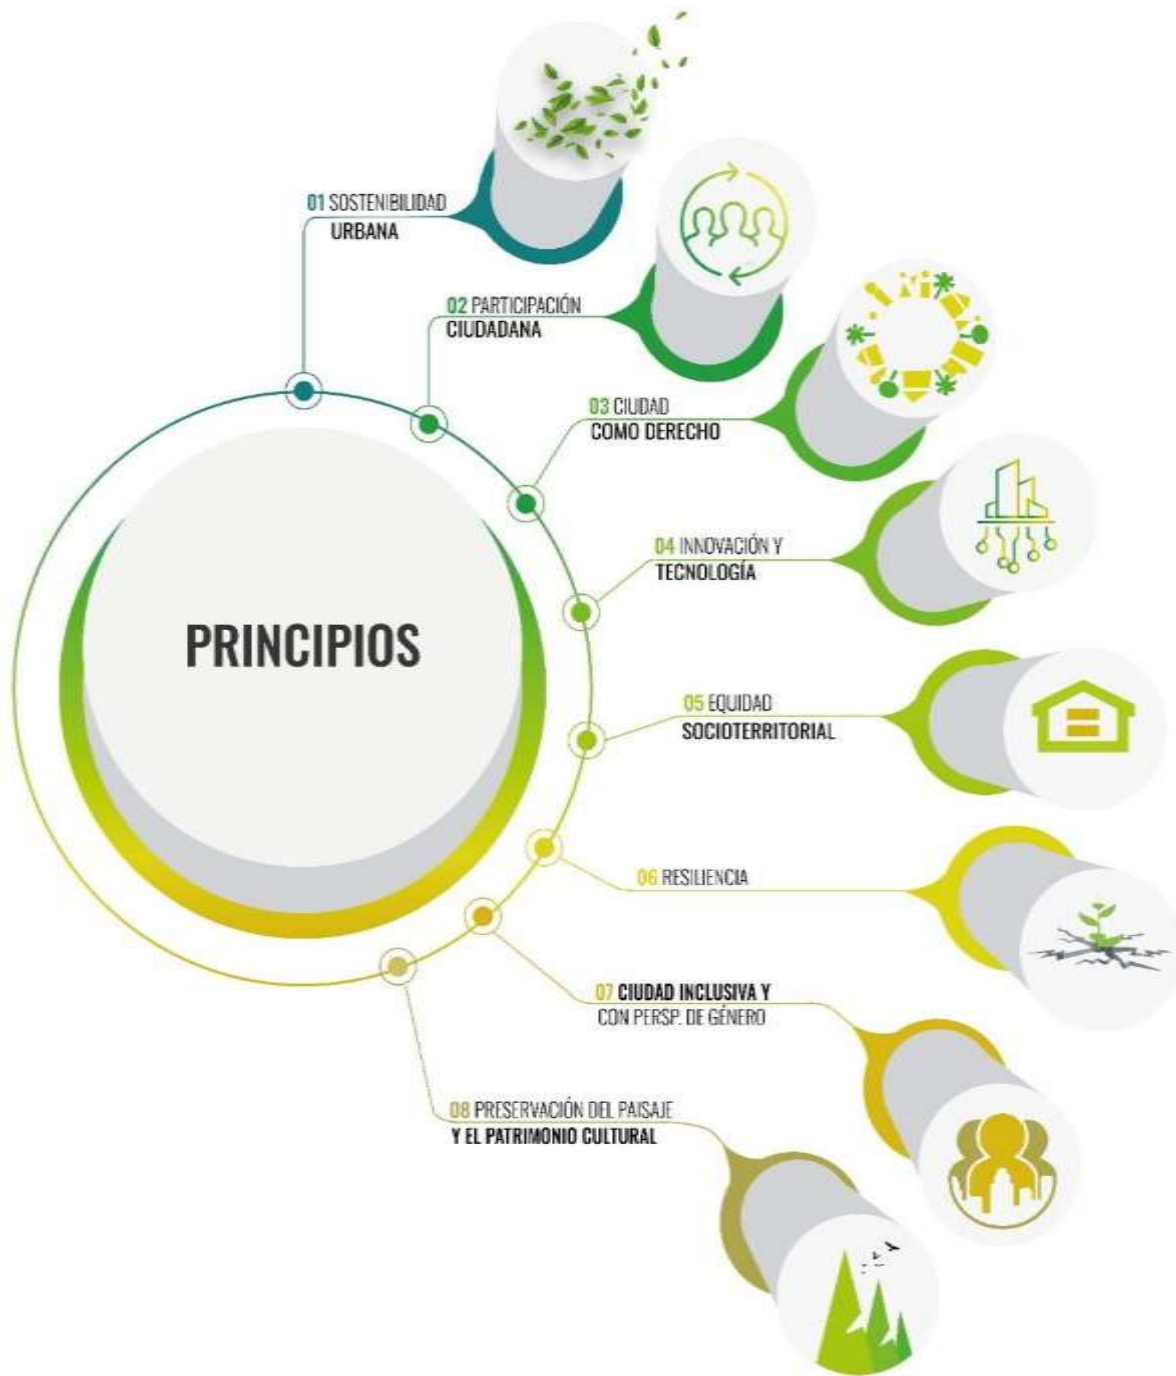 01 SOSTENIBILIDAD
URBANA
02 PARTICIPACIÓN
CIUDADANA
03 CIUDAD
COMO DERECHO
04 INNOVACIÓN Y
TECNOLOGÍA
PRINCIPIOS
05 EQUIDAD
SOCIOTERRITORIAL
06 RESILIENCIA
07 CIUDAD INCLUSIVA Y
CON PERSP. DE GÉNERO
08 PRESERVACIÓN DEL PAISAJE
Y EL PATRIMONIO CULTURAL